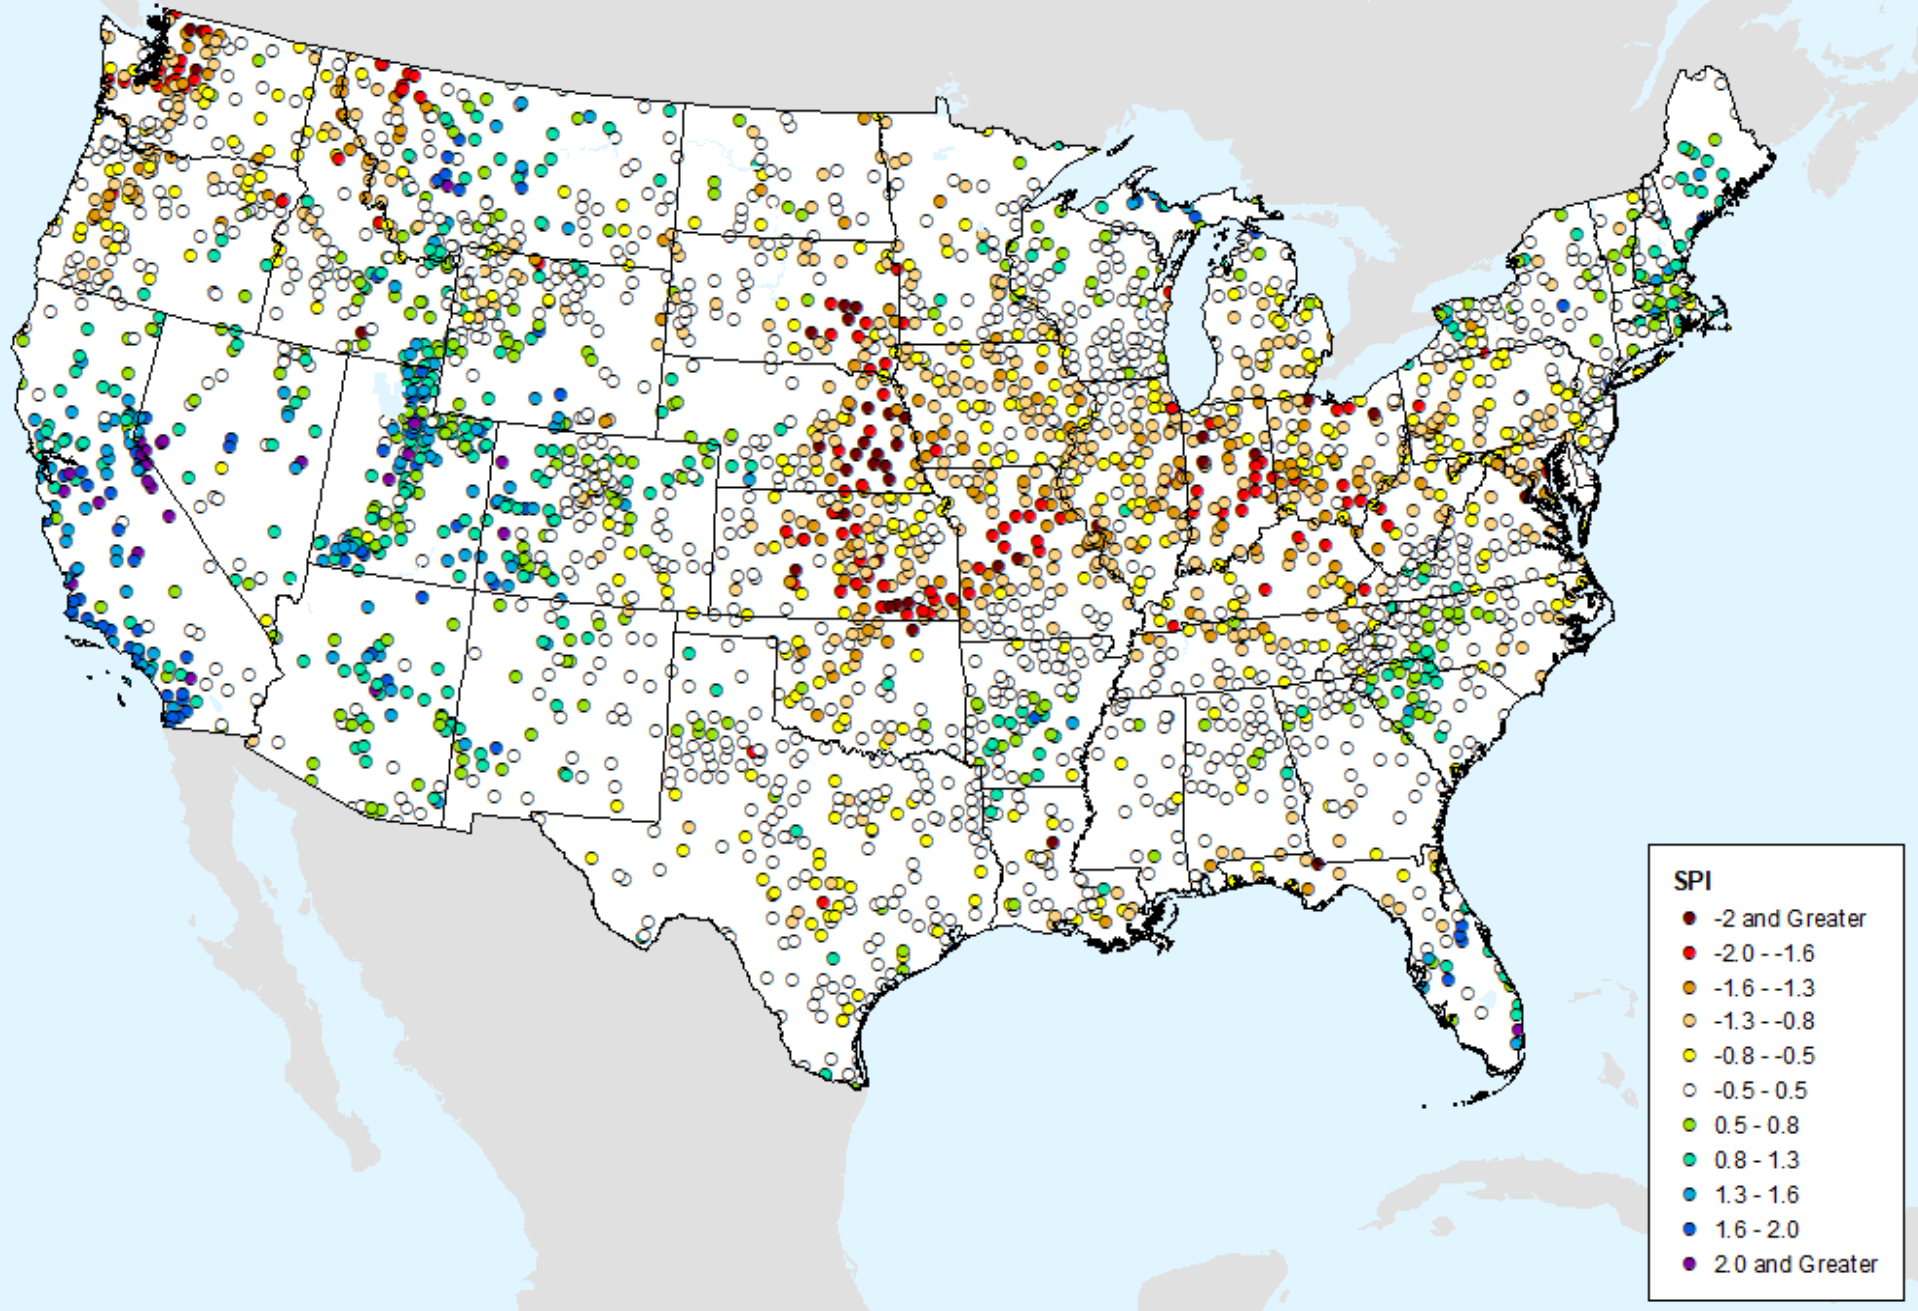 SPI
-2 and Greater
-2.0 - -1.6
-1.6 - -1.3
-1.3 - -0.8
-0.8 - -0.5
-0.5 - 0.5
0.5 - 0.8
0.8 - 1.3
1.3 - 1.6
1.6 - 2.0
2.0 and Greater